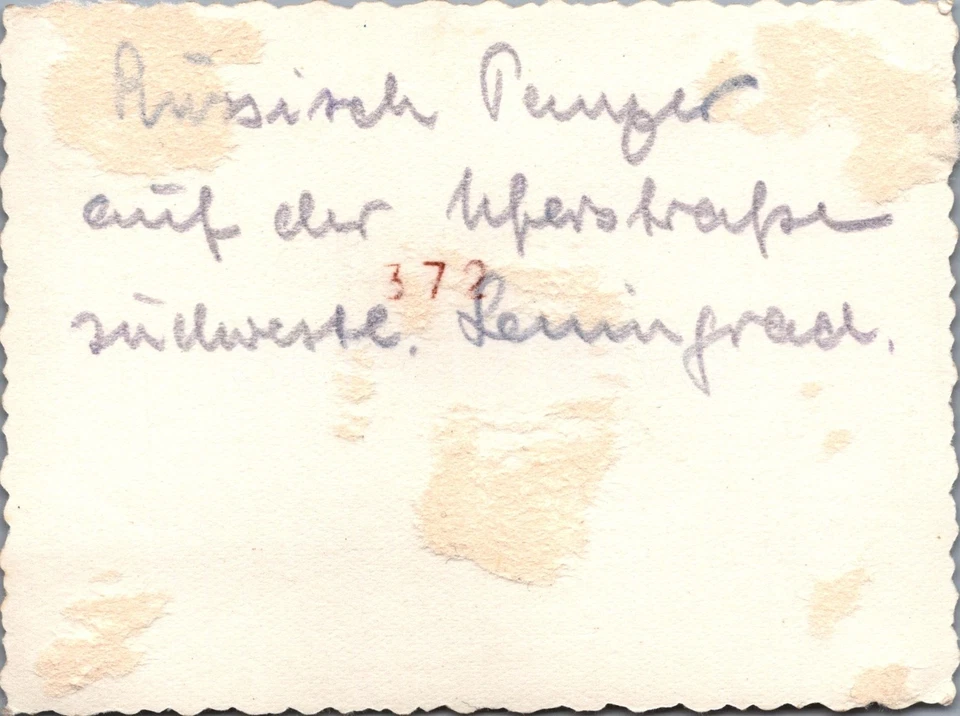 Russisch Panzer
auf der Uferstraße
372
südwestl. Leningrad.